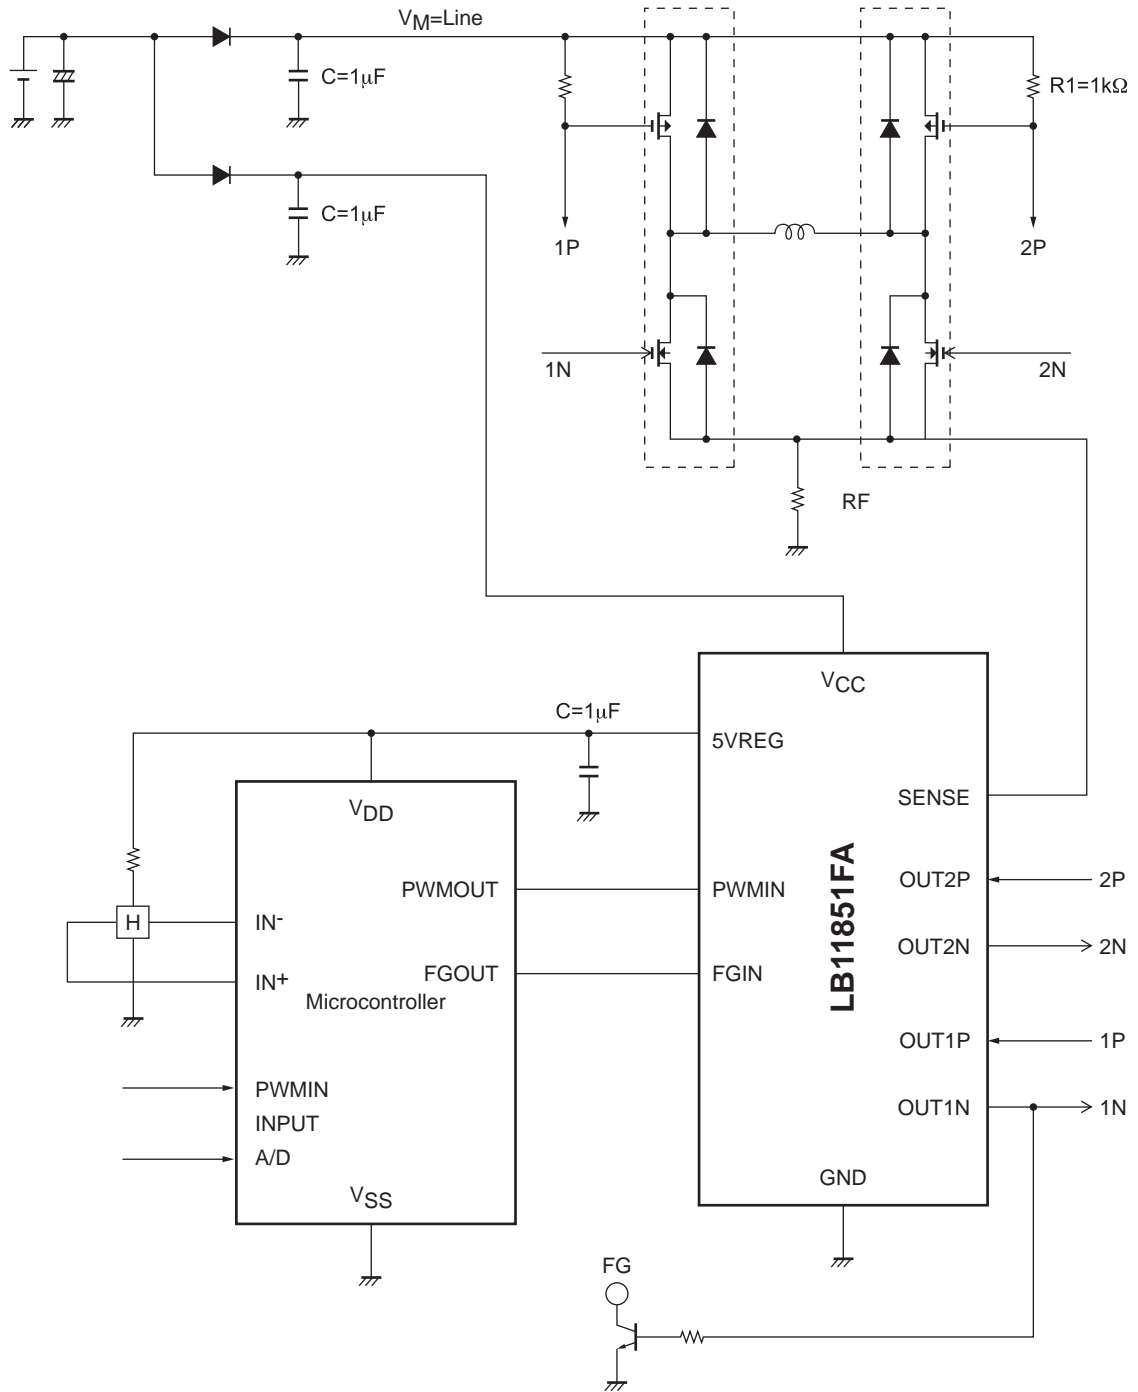 VM=Line
C=1μF
R1=1kΩ
C=1μF
1P
2P
1N
2N
RF
VCC
C=1μF
5VREG
VDD
SENSE
PWMOUT
PWMIN
OUT2P
2P
H
IN-
OUT2N
2N
FGOUT
FGIN
IN+
Microcontroller
LB11851FA
OUT1P
1P
PWMIN
OUT1N
1N
INPUT
A/D
GND
VSS
FG